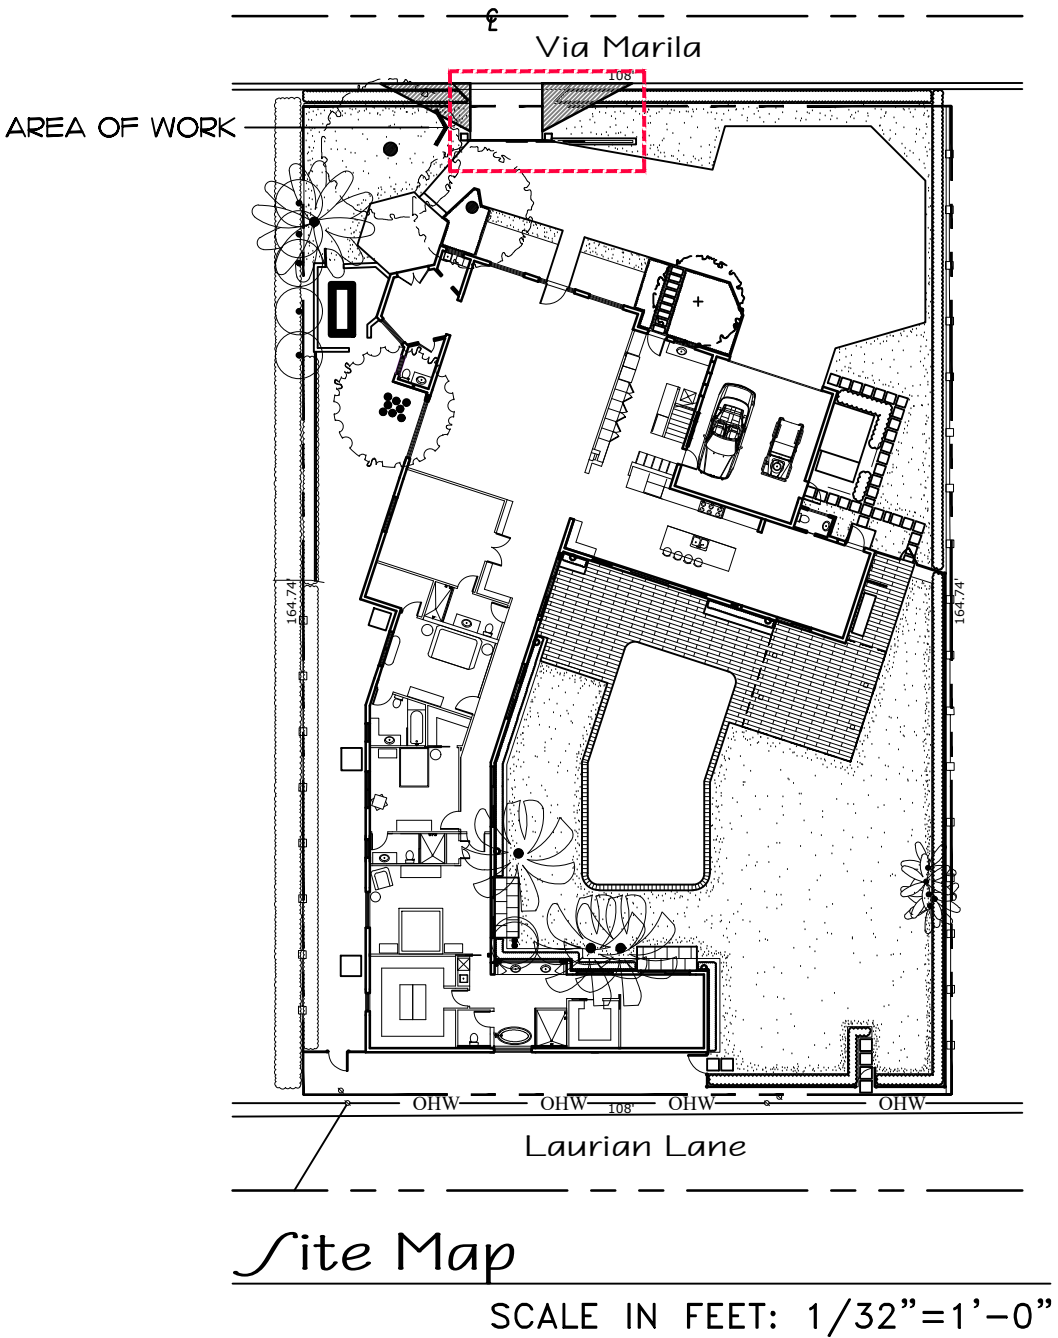 ℄
Via Marila
108'
AREA OF WORK
164.74'
164.74'
OHW OHW OHW OHW
108'
Laurian Lane
Site Map
SCALE IN FEET: 1/32”=1’-0”